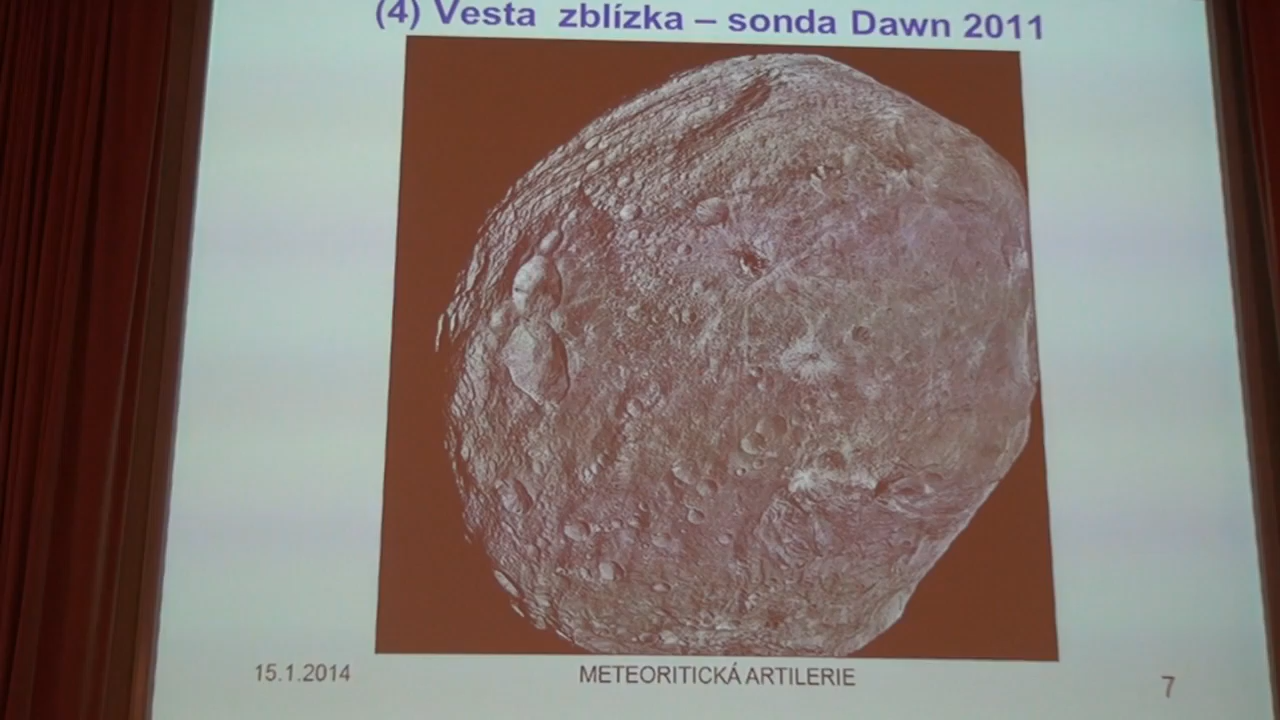 (4) Vesta zblízka – sonda Dawn 2011
15.1.2014
METEORITICKÁ ARTILERIE
7